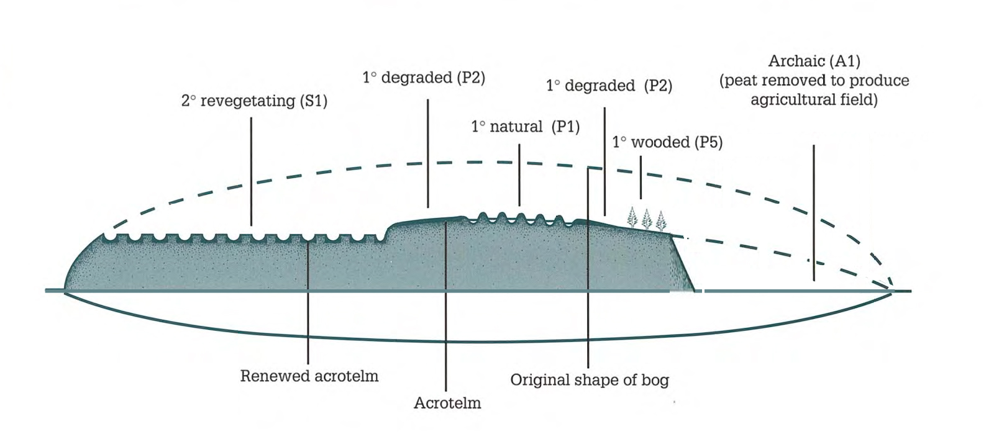 Archaic (A1)
(peat removed to produce
agricultural field)
1° degraded (P2)
1° degraded (P2)
2° revegetating (S1)
1° natural (P1)
1° wooded (P5)
Renewed acrotelm
Original shape of bog
Acrotelm